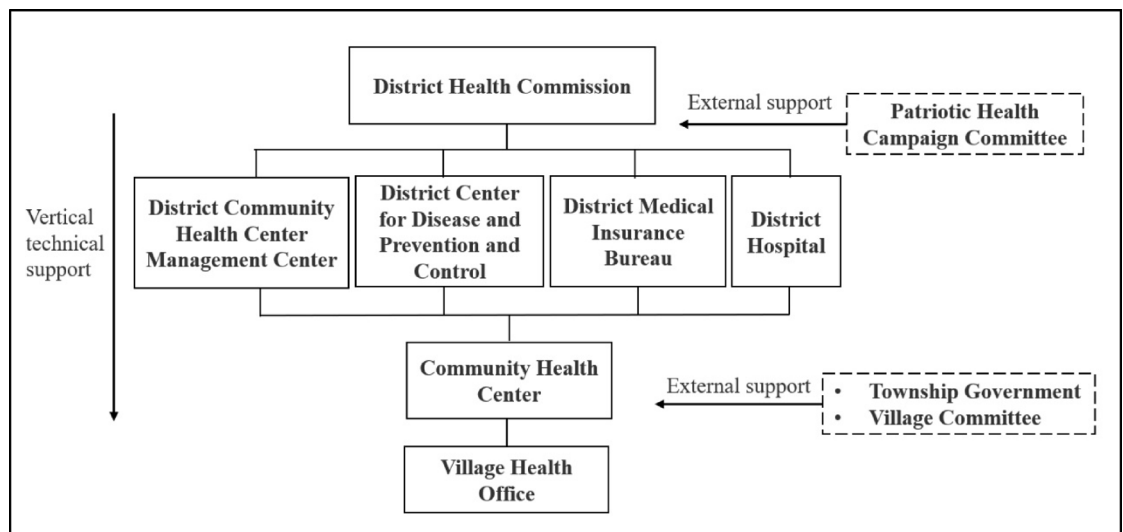 District Health Commission
External support
Patriotic Health
Campaign Committee
Vertical
technical
support
District Community
Health Center
Management Center
District Center
for Disease and
Prevention and
Control
District Medical
Insurance
Bureau
District
Hospital
Community Health
Center
External support
• Township Government
• Village Committee
Village Health
Office